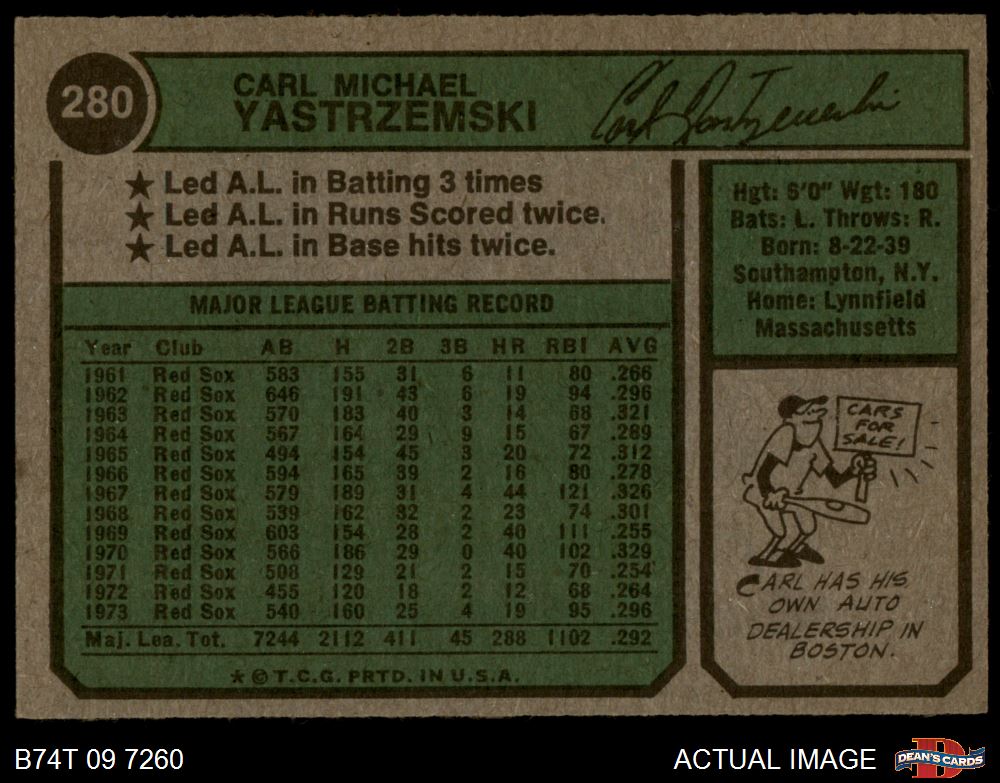 280
CARL MICHAEL
YASTRZEMSKI
Carl Yastrzemski
★ Led A.L. in Batting 3 times
★ Led A.L. in Runs Scored twice.
★ Led A.L. in Base hits twice.
Hgt: 6'0" Wgt: 180
Bats: L. Throws: R.
Born: 8-22-39
Southampton, N.Y.
Home: Lynnfield
Massachusetts
MAJOR LEAGUE BATTING RECORD
Year Club AB H 2B 3B HR RBI AVG
1961 Red Sox 583 155 31 6 11 80 .266
1962 Red Sox 646 191 43 6 19 94 .296
1963 Red Sox 570 183 40 3 14 68 .321
1964 Red Sox 567 164 29 9 15 67 .289
1965 Red Sox 494 154 45 3 20 72 .312
1966 Red Sox 594 165 39 2 16 80 .278
1967 Red Sox 579 189 31 4 44 121 .326
1968 Red Sox 539 162 32 2 23 74 .301
1969 Red Sox 603 154 28 2 40 111 .255
1970 Red Sox 566 186 29 0 40 102 .329
1971 Red Sox 508 129 21 2 15 70 .254
1972 Red Sox 455 120 18 2 12 68 .264
1973 Red Sox 540 160 25 4 19 95 .296
Maj. Lea. Tot. 7244 2112 411 45 288 1102 .292
★ © T.C.G. PRTD. IN U.S.A.
CARS
FOR
SALE!
CARL HAS HIS
OWN AUTO
DEALERSHIP IN
BOSTON.
B74T 09 7260
ACTUAL IMAGE
D
DEAN'S CARDS